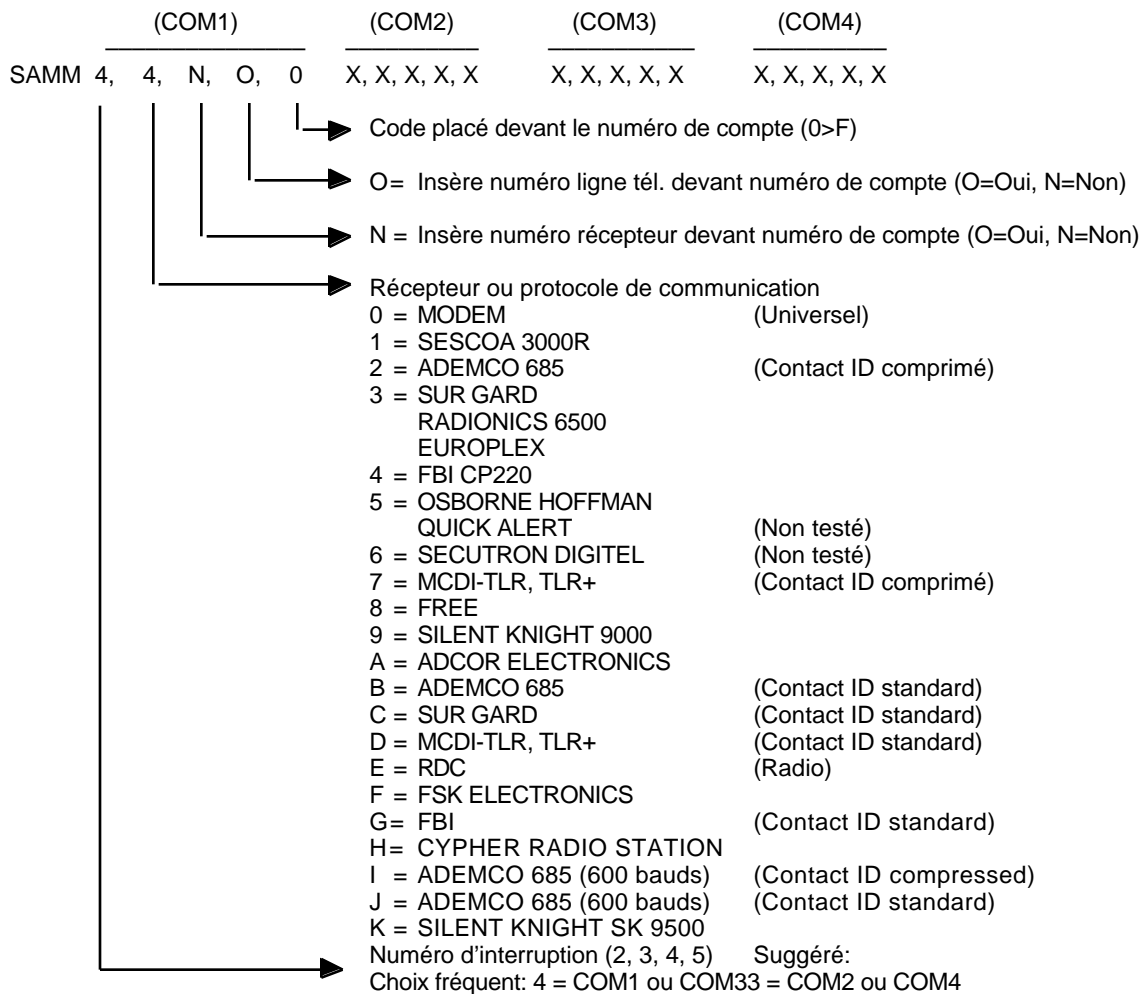 (COM1) (COM2) (COM3) (COM4)
SAMM 4, 4, N, O, 0 X, X, X, X, X X, X, X, X, X X, X, X, X, X
Code placé devant le numéro de compte (0>F)
O= Insère numéro ligne tél. devant numéro de compte (O=Oui, N=Non)
N = Insère numéro récepteur devant numéro de compte (O=Oui, N=Non)
Récepteur ou protocole de communication
0 = MODEM (Universel)
1 = SESCOA 3000R
2 = ADEMCO 685 (Contact ID comprimé)
3 = SUR GARD
RADIONICS 6500
EUROPLEX
4 = FBI CP220
5 = OSBORNE HOFFMAN
QUICK ALERT (Non testé)
6 = SECUTRON DIGITEL (Non testé)
7 = MCDI-TLR, TLR+ (Contact ID comprimé)
8 = FREE
9 = SILENT KNIGHT 9000
A = ADCOR ELECTRONICS
B = ADEMCO 685 (Contact ID standard)
C = SUR GARD (Contact ID standard)
D = MCDI-TLR, TLR+ (Contact ID standard)
E = RDC (Radio)
F = FSK ELECTRONICS
G= FBI (Contact ID standard)
H= CYPHER RADIO STATION
I = ADEMCO 685 (600 bauds) (Contact ID compressed)
J = ADEMCO 685 (600 bauds) (Contact ID standard)
K = SILENT KNIGHT SK 9500
Numéro d'interruption (2, 3, 4, 5) Suggéré:
Choix fréquent: 4 = COM1 ou COM33 = COM2 ou COM4